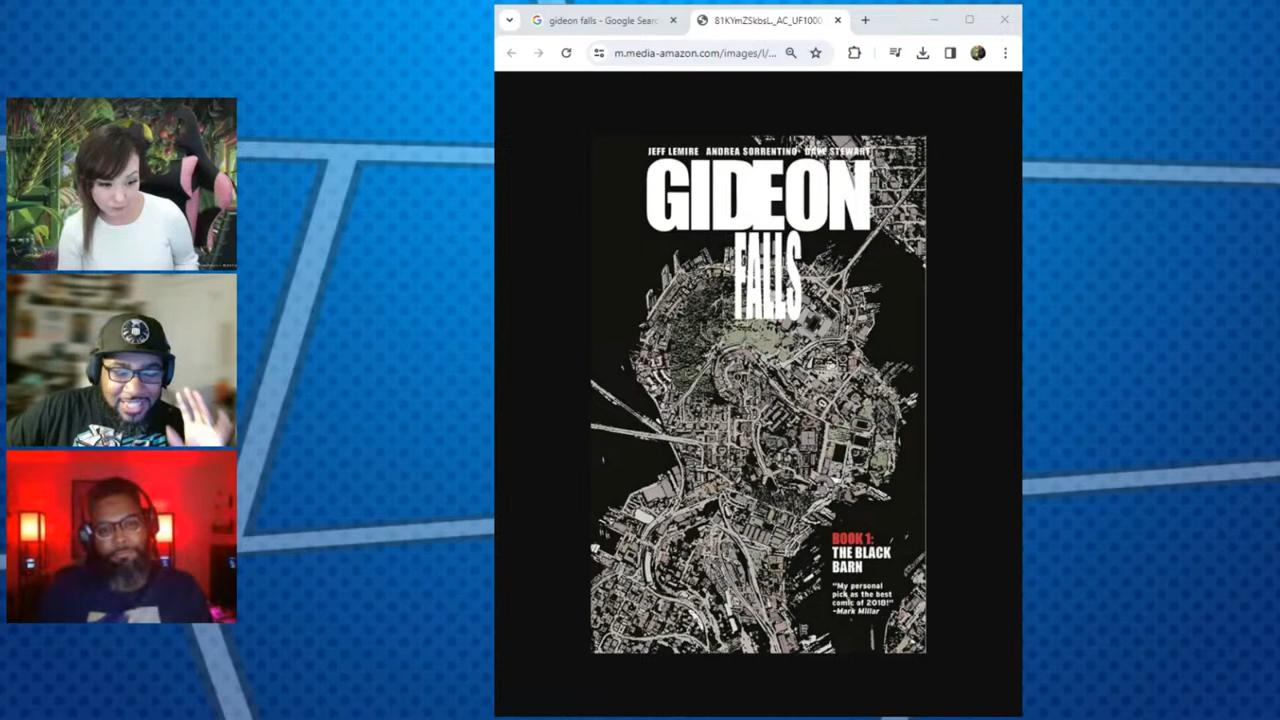 gideon falls - Google Searc
81KYmZSkbsL._AC_UF1000
m.media-amazon.com/images/I/...
JEFF LEMIRE ANDREA SORRENTINO DAVE STEWART
GIDEON
FALLS
BOOK 1:
THE BLACK
BARN
"My personal
pick as the best
comic of 2018!"
-Mark Millar